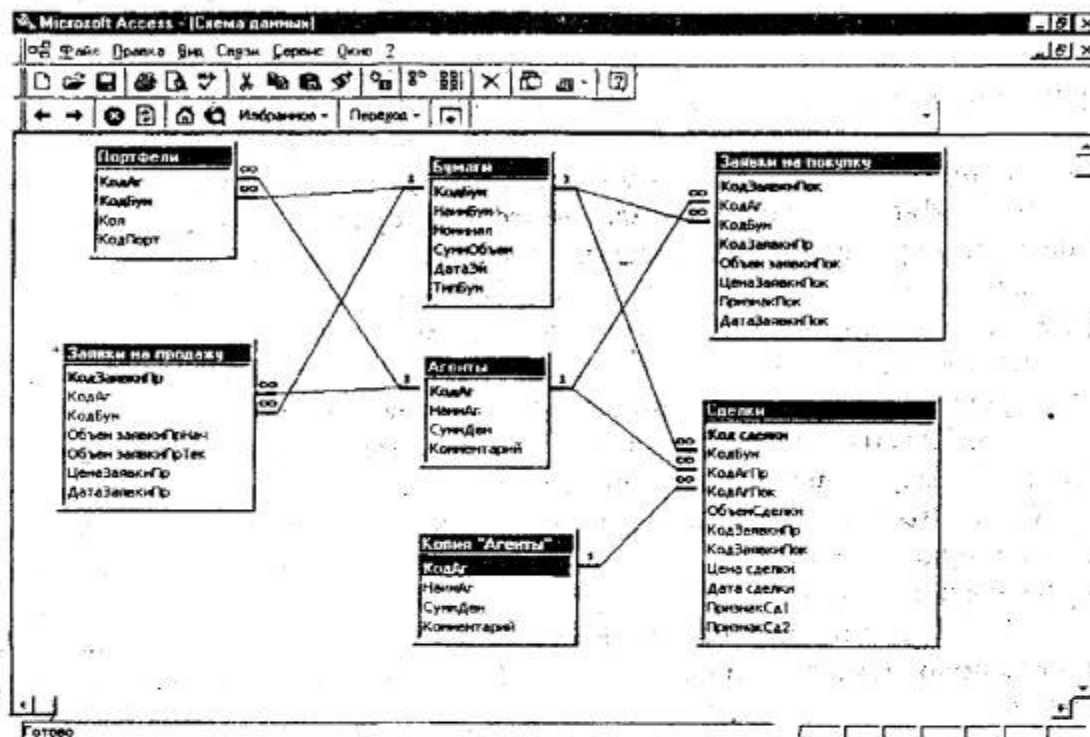 Microsoft Access - [Схема данных]
Файл Правка Вид Связи Сервис Окно ?
Избранное Переход
Портфели
КодАг
КодБум
Кол
КодПорт
Бумаги
КодБум
НаимБум
Номинал
СуммОбъем
ДатаЭм
ТипБум
Заявки на покупку
КодЗаявкиПок
КодАг
КодБум
КодЗаявкиПр
Объем заявкиПок
ЦенаЗаявкиПок
ПризнакПок
ДатаЗаявкиПок
Заявки на продажу
КодЗаявкиПр
КодАг
КодБум
Объем заявкиПрНач
Объем заявкиПрТек
ЦенаЗаявкиПр
ДатаЗаявкиПр
Агенты
КодАг
НаимАг
СуммДен
Комментарий
Сделки
Код сделки
КодБум
КодАгПр
КодАгПок
ОбъемСделки
КодЗаявкиПр
КодЗаявкиПок
Цена сделки
Дата сделки
ПризнакСд1
ПризнакСд2
Копия "Агенты"
КодАг
НаимАг
СуммДен
Комментарий
Готово